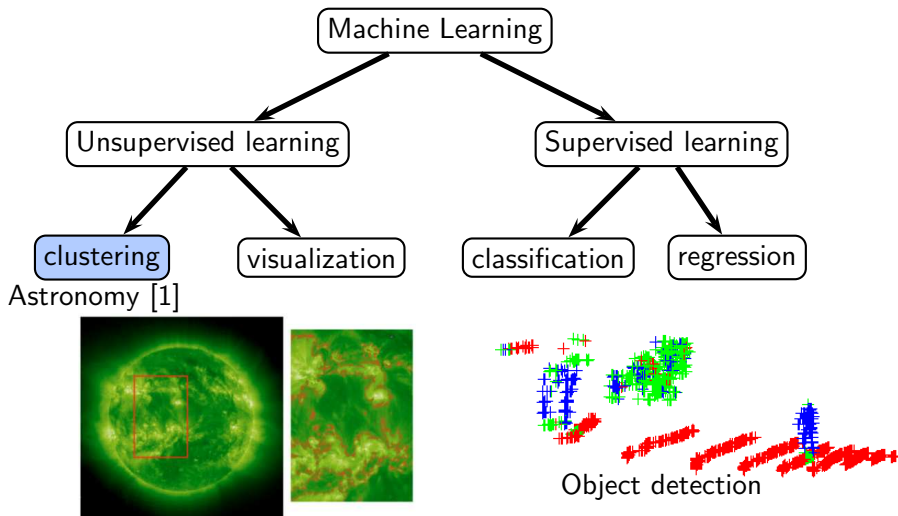 Machine Learning
Unsupervised learning
Supervised learning
clustering
visualization
classification
regression
Astronomy [1]
Object detection